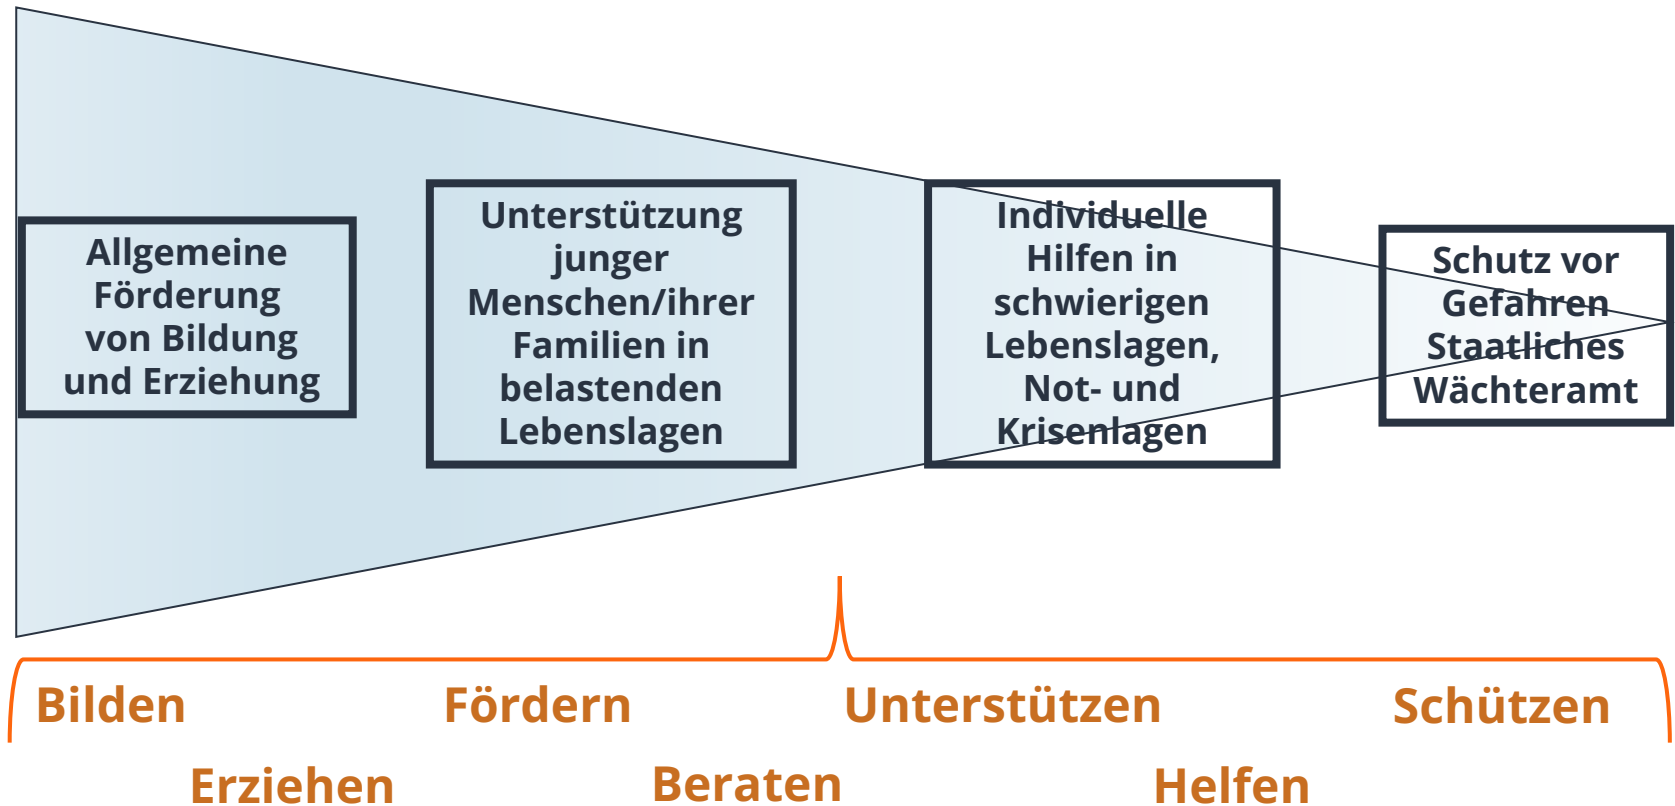 Allgemeine
Förderung
von Bildung
und Erziehung
Unterstützung
junger
Menschen/ihrer
Familien in
belastenden
Lebenslagen
Individuelle
Hilfen in
schwierigen
Lebenslagen,
Not- und
Krisenlagen
Schutz vor
Gefahren
Staatliches
Wächteramt
Bilden
Fördern
Unterstützen
Schützen
Erziehen
Beraten
Helfen